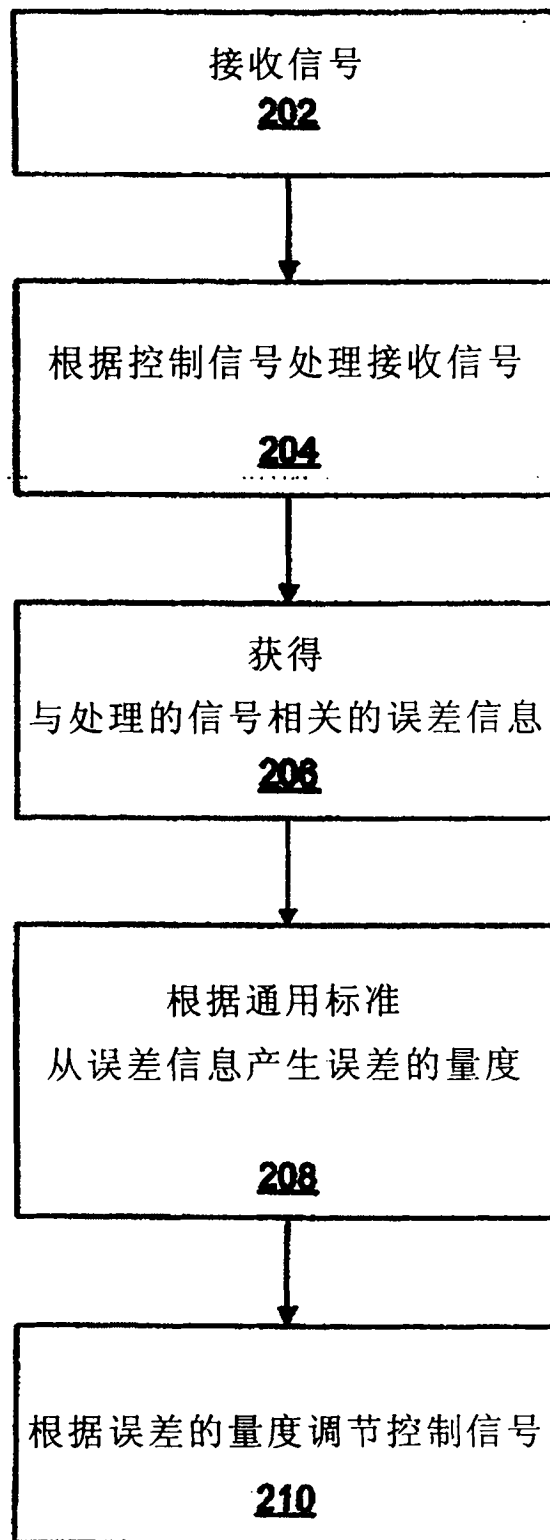 接收信号
202
根据控制信号处理接收信号
204
获得
与处理的信号相关的误差信息
206
根据通用标准
从误差信息产生误差的量度
208
根据误差的量度调节控制信号
210